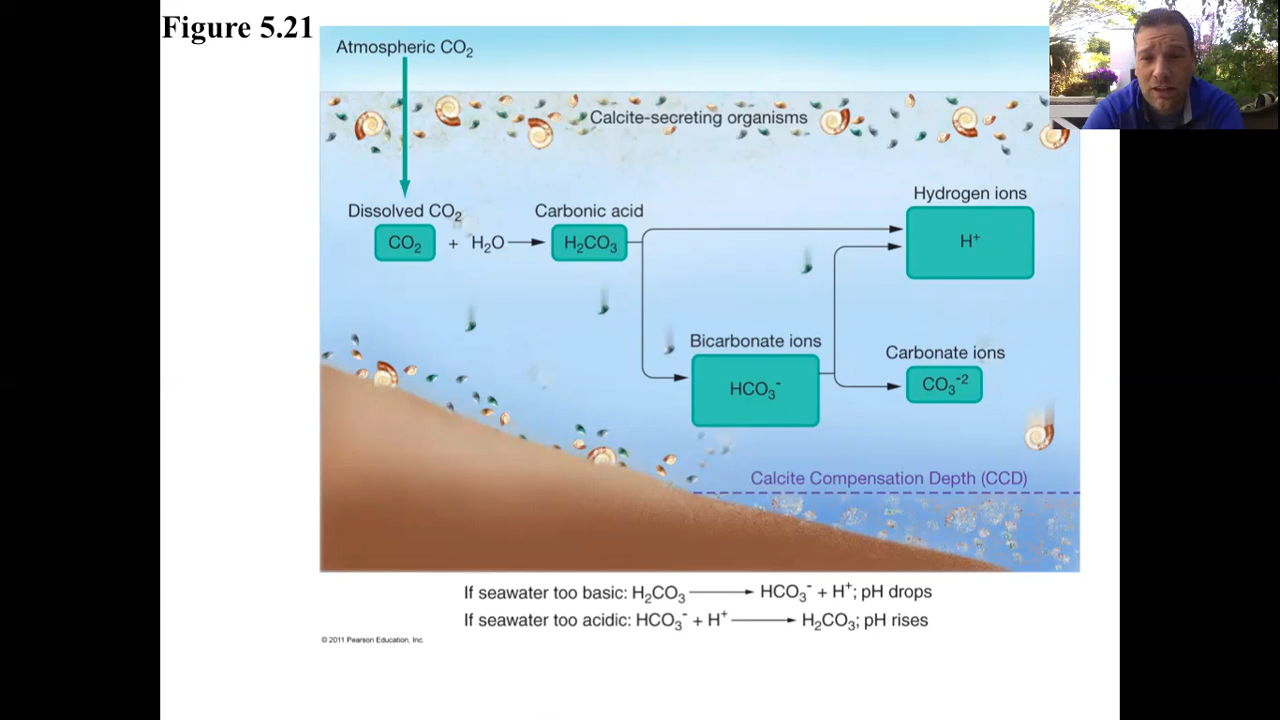 Figure 5.21
Atmospheric CO₂
Calcite-secreting organisms
Hydrogen ions
Dissolved CO₂
Carbonic acid
CO₂ + H₂O
H₂CO₃
H⁺
Bicarbonate ions
Carbonate ions
HCO₃⁻
CO₃⁻²
Calcite Compensation Depth (CCD)
If seawater too basic: H₂CO₃ ⟶ HCO₃⁻ + H⁺; pH drops
If seawater too acidic: HCO₃⁻ + H⁺ ⟶ H₂CO₃; pH rises
© 2011 Pearson Education, Inc.